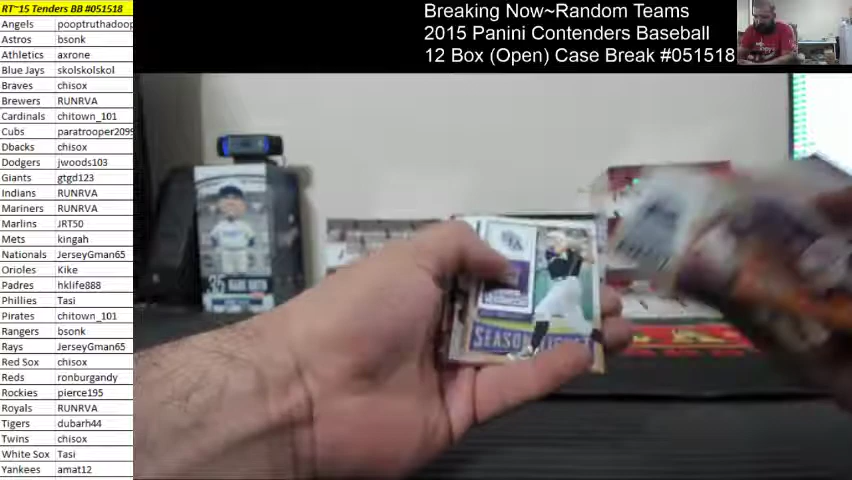 RT~15 Tenders BB #051518
Angels pooptruthadoop
Astros bsonk
Athletics axrone
Blue Jays skolskolskol
Braves chisox
Brewers RUNRVA
Cardinals chitown_101
Cubs paratrooper2099
Dbacks chisox
Dodgers jwoods103
Giants gtgd123
Indians RUNRVA
Mariners RUNRVA
Marlins JRT50
Mets kingah
Nationals JerseyGman65
Orioles Kike
Padres hklife888
Phillies Tasi
Pirates chitown_101
Rangers bsonk
Rays JerseyGman65
Red Sox chisox
Reds ronburgandy
Rockies pierce195
Royals RUNRVA
Tigers dubarh44
Twins chisox
White Sox Tasi
Yankees amat12
Breaking Now~Random Teams
2015 Panini Contenders Baseball
12 Box (Open) Case Break #051518
SEASON
35